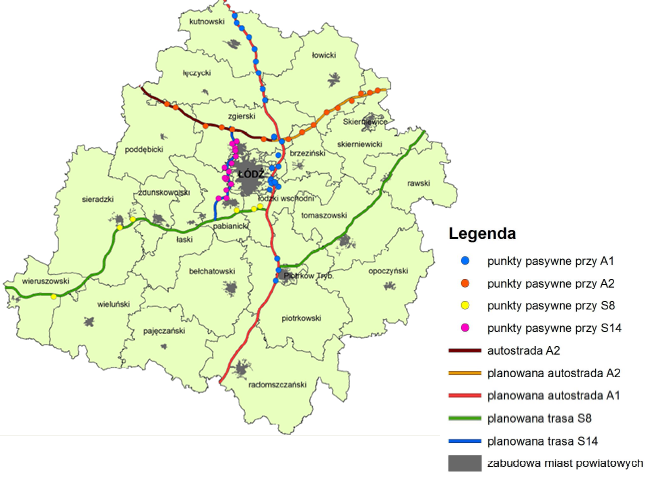 kutnowski
łowicki
łęczycki
zgierski
Skierniewice
skierniewicki
brzeziński
poddębicki
ŁÓDŹ
rawski
zduńskowolski
sieradzki
łódzki wschodni
tomaszowski
pabianicki
łaski
Piotrków Tryb.
bełchatowski
opoczyński
wieruszowski
wieluński
piotrkowski
pajęczański
radomszczański
Legenda
punkty pasywne przy A1
punkty pasywne przy A2
punkty pasywne przy S8
punkty pasywne przy S14
autostrada A2
planowana autostrada A2
planowana autostrada A1
planowana trasa S8
planowana trasa S14
zabudowa miast powiatowych